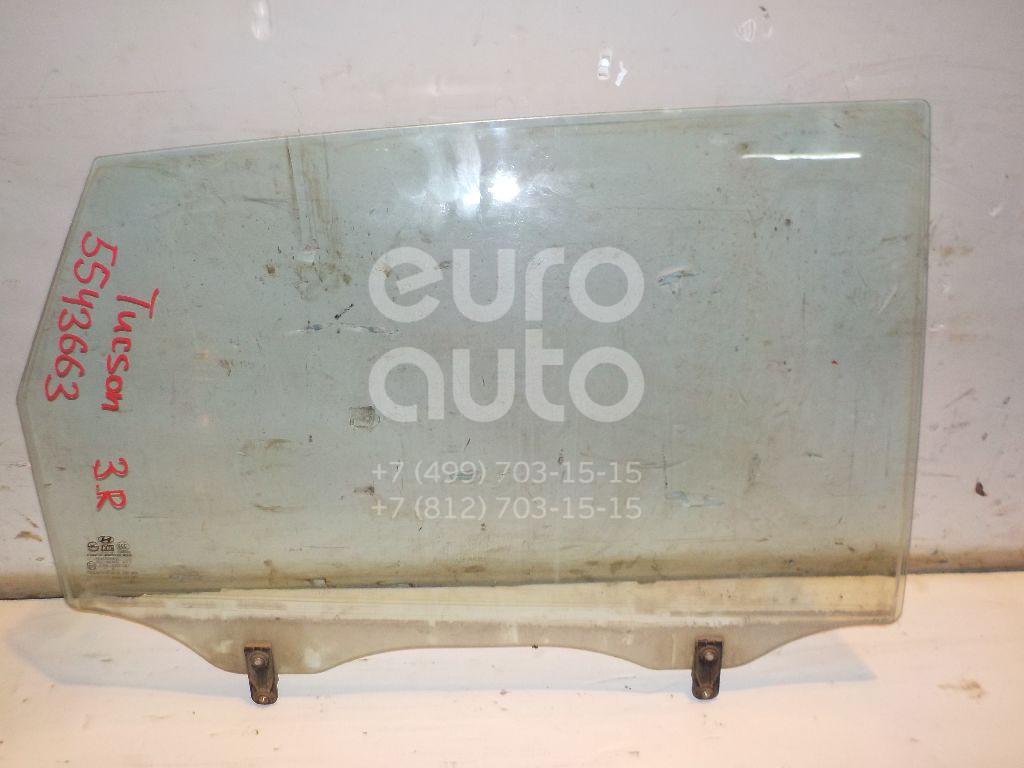 euro
auto
+7 (499) 703-15-15
+7 (812) 703-15-15
5543663
Tucson 3.R